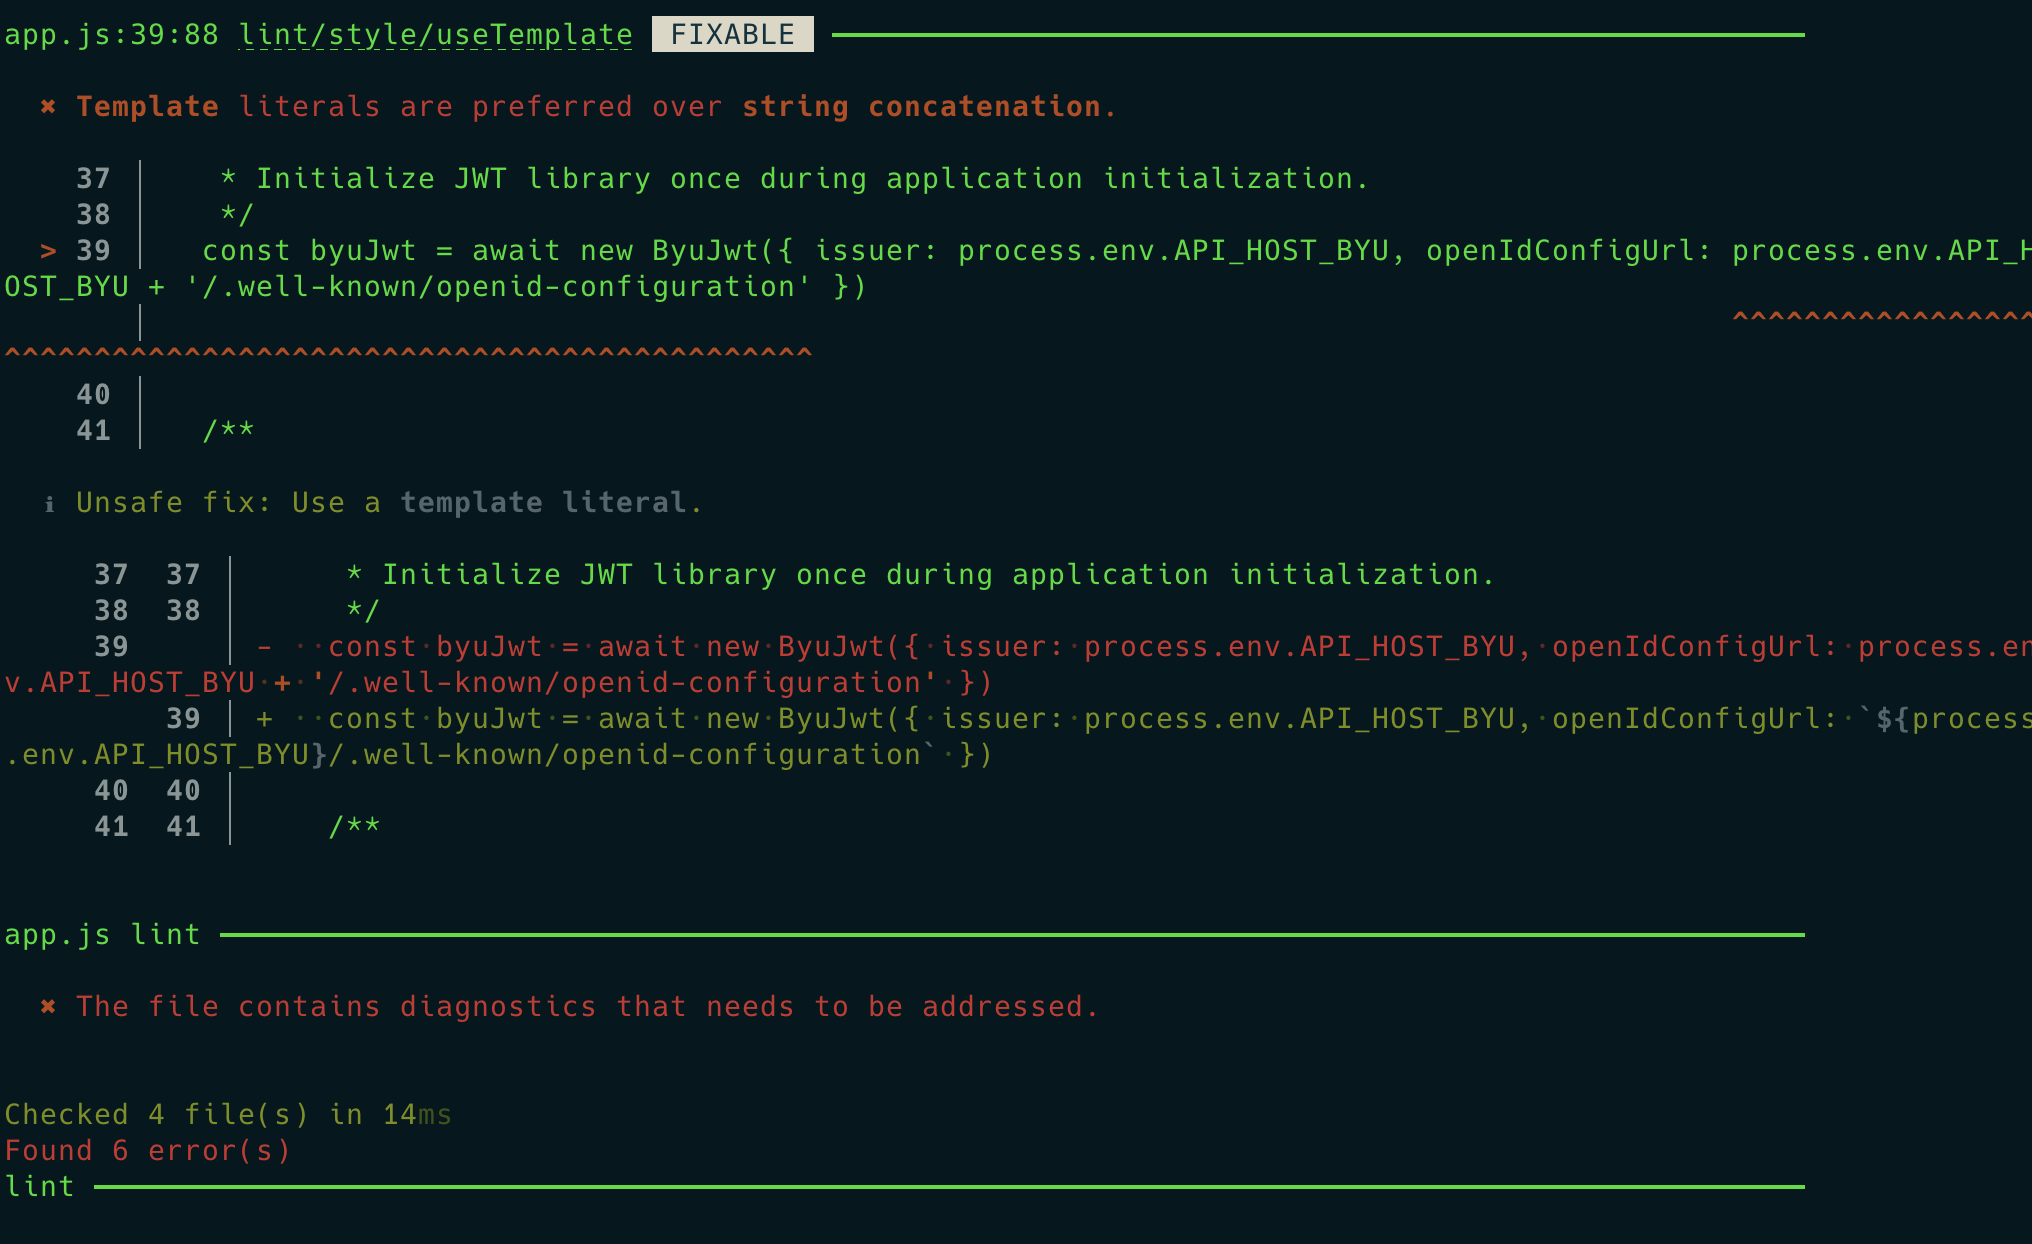 app.js:39:88 lint/style/useTemplate  FIXABLE
✖ Template literals are preferred over string concatenation.
37 │ * Initialize JWT library once during application initialization.
38 │ */
> 39 │ const byuJwt = await new ByuJwt({ issuer: process.env.API_HOST_BYU, openIdConfigUrl: process.env.API_H
OST_BYU + '/.well-known/openid-configuration' })
│ ^^^^^^^^^^^^^^^^^
^^^^^^^^^^^^^^^^^^^^^^^^^^^^^^^^^^^^^^^^^^^^^
40 │
41 │ /**
ℹ Unsafe fix: Use a template literal.
37 37 │ * Initialize JWT library once during application initialization.
38 38 │ */
39 │ - ··const·byuJwt·=·await·new·ByuJwt({·issuer:·process.env.API_HOST_BYU,·openIdConfigUrl:·process.en
v.API_HOST_BYU·+·'/.well-known/openid-configuration'·})
39 │ + ··const·byuJwt·=·await·new·ByuJwt({·issuer:·process.env.API_HOST_BYU,·openIdConfigUrl:·`${process
.env.API_HOST_BYU}/.well-known/openid-configuration`·})
40 40 │
41 41 │ /**
app.js lint
✖ The file contains diagnostics that needs to be addressed.
Checked 4 file(s) in 14ms
Found 6 error(s)
lint